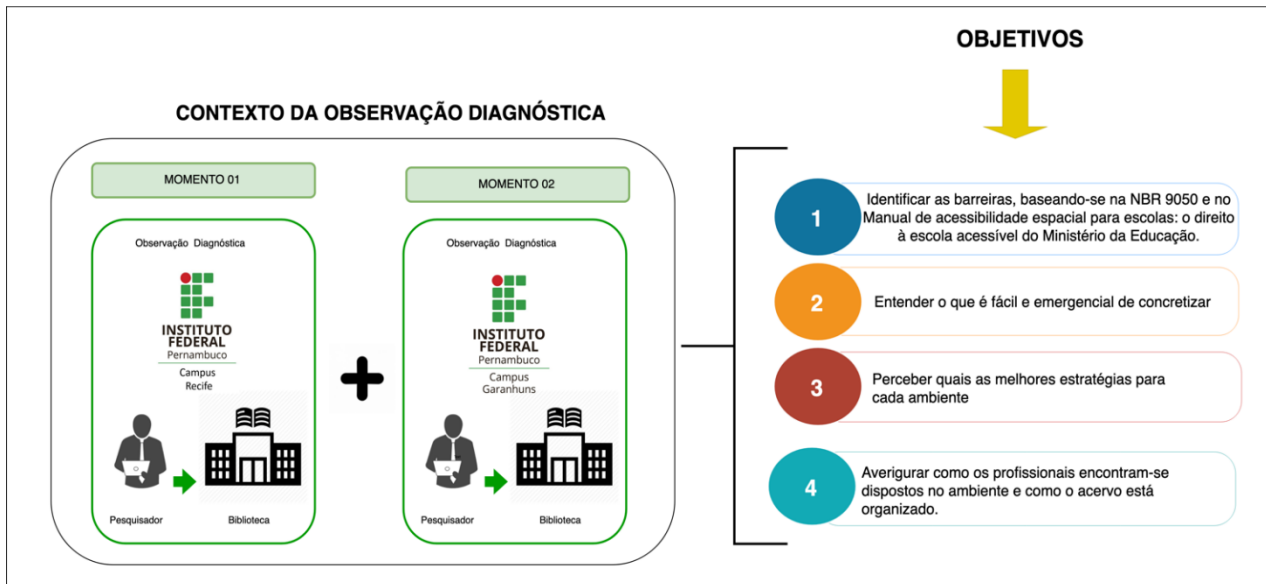 CONTEXTO DA OBSERVAÇÃO DIAGNÓSTICA
MOMENTO 01
Observação Diagnóstica
INSTITUTO
FEDERAL
Pernambuco
Campus
Recife
Pesquisador
Biblioteca
MOMENTO 02
Observação Diagnóstica
INSTITUTO
FEDERAL
Pernambuco
Campus
Garanhuns
Pesquisador
Biblioteca
OBJETIVOS
1
Identificar as barreiras, baseando-se na NBR 9050 e no
Manual de acessibilidade espacial para escolas: o direito
à escola acessível do Ministério da Educação.
2
Entender o que é fácil e emergencial de concretizar
3
Perceber quais as melhores estratégias para
cada ambiente
4
Averigurar como os profissionais encontram-se
dispostos no ambiente e como o acervo está
organizado.